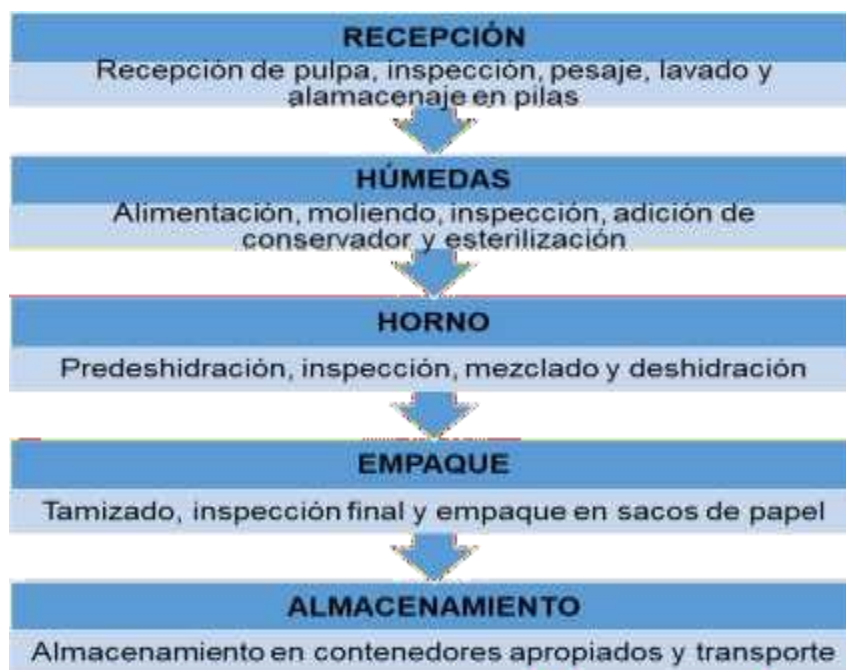 RECEPCIÓN
Recepción de pulpa, inspección, pesaje, lavado y
alamacenaje en pilas
HÚMEDAS
Alimentación, moliendo, inspección, adición de
conservador y esterilización
HORNO
Predeshidración, inspección, mezclado y deshidración
EMPAQUE
Tamizado, inspección final y empaque en sacos de papel
ALMACENAMIENTO
Almacenamiento en contenedores apropiados y transporte